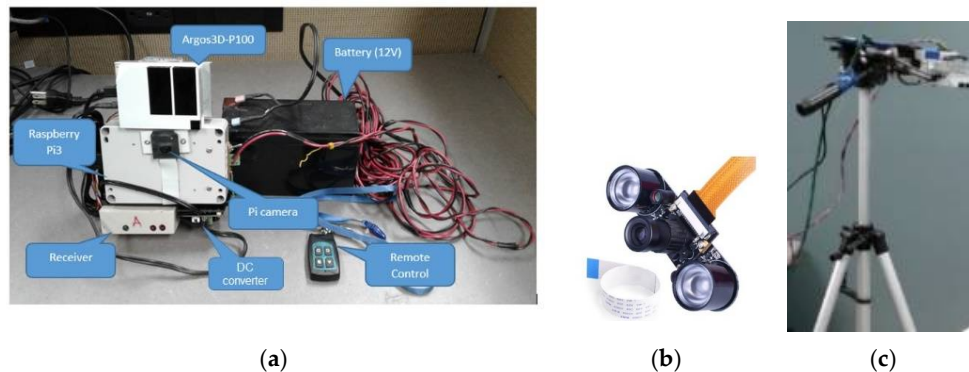 Argos3D-P100
Battery (12V)
Raspberry
Pi3
Pi camera
Receiver
A
DC
converter
Remote
Control
(a)
(b)
(c)